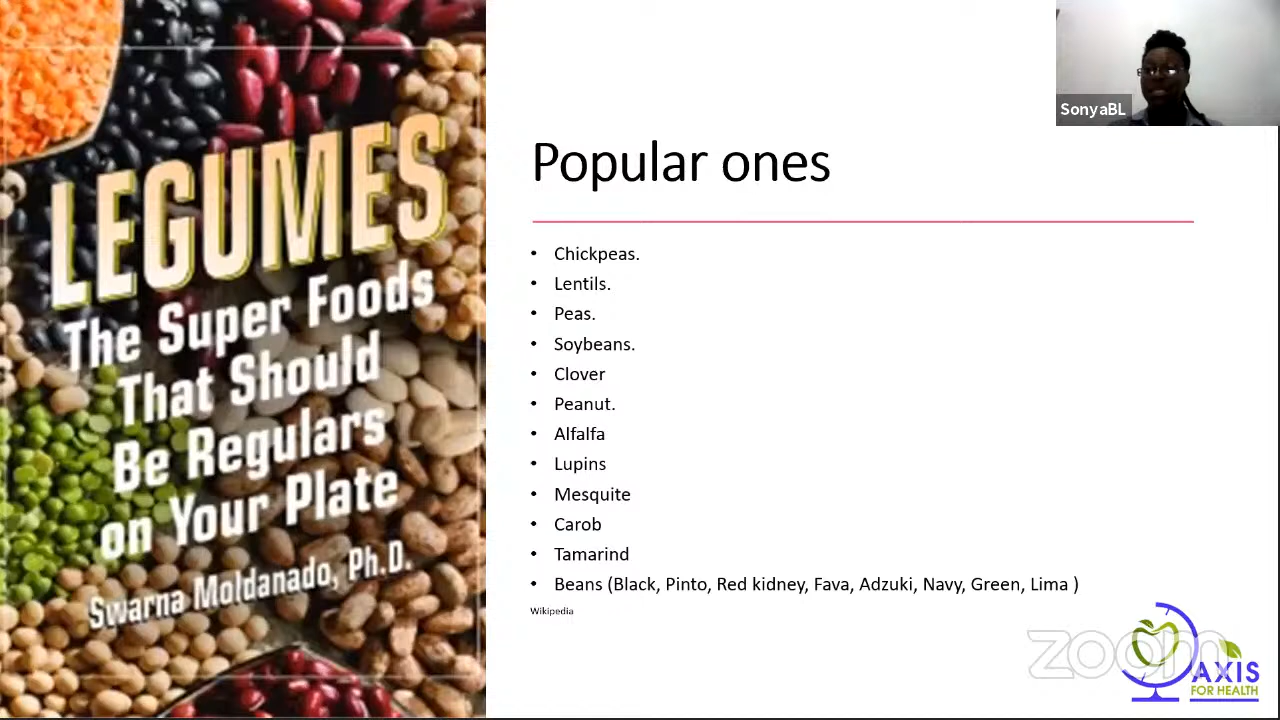 LEGUMES
The Super Foods
That Should
Be Regulars
on Your Plate
Swarna Moldanado, Ph.D.
SonyaBL
Popular ones
• Chickpeas.
• Lentils.
• Peas.
• Soybeans.
• Clover
• Peanut.
• Alfalfa
• Lupins
• Mesquite
• Carob
• Tamarind
• Beans (Black, Pinto, Red kidney, Fava, Adzuki, Navy, Green, Lima )
Wikipedia
zoom
AXIS
FOR HEALTH